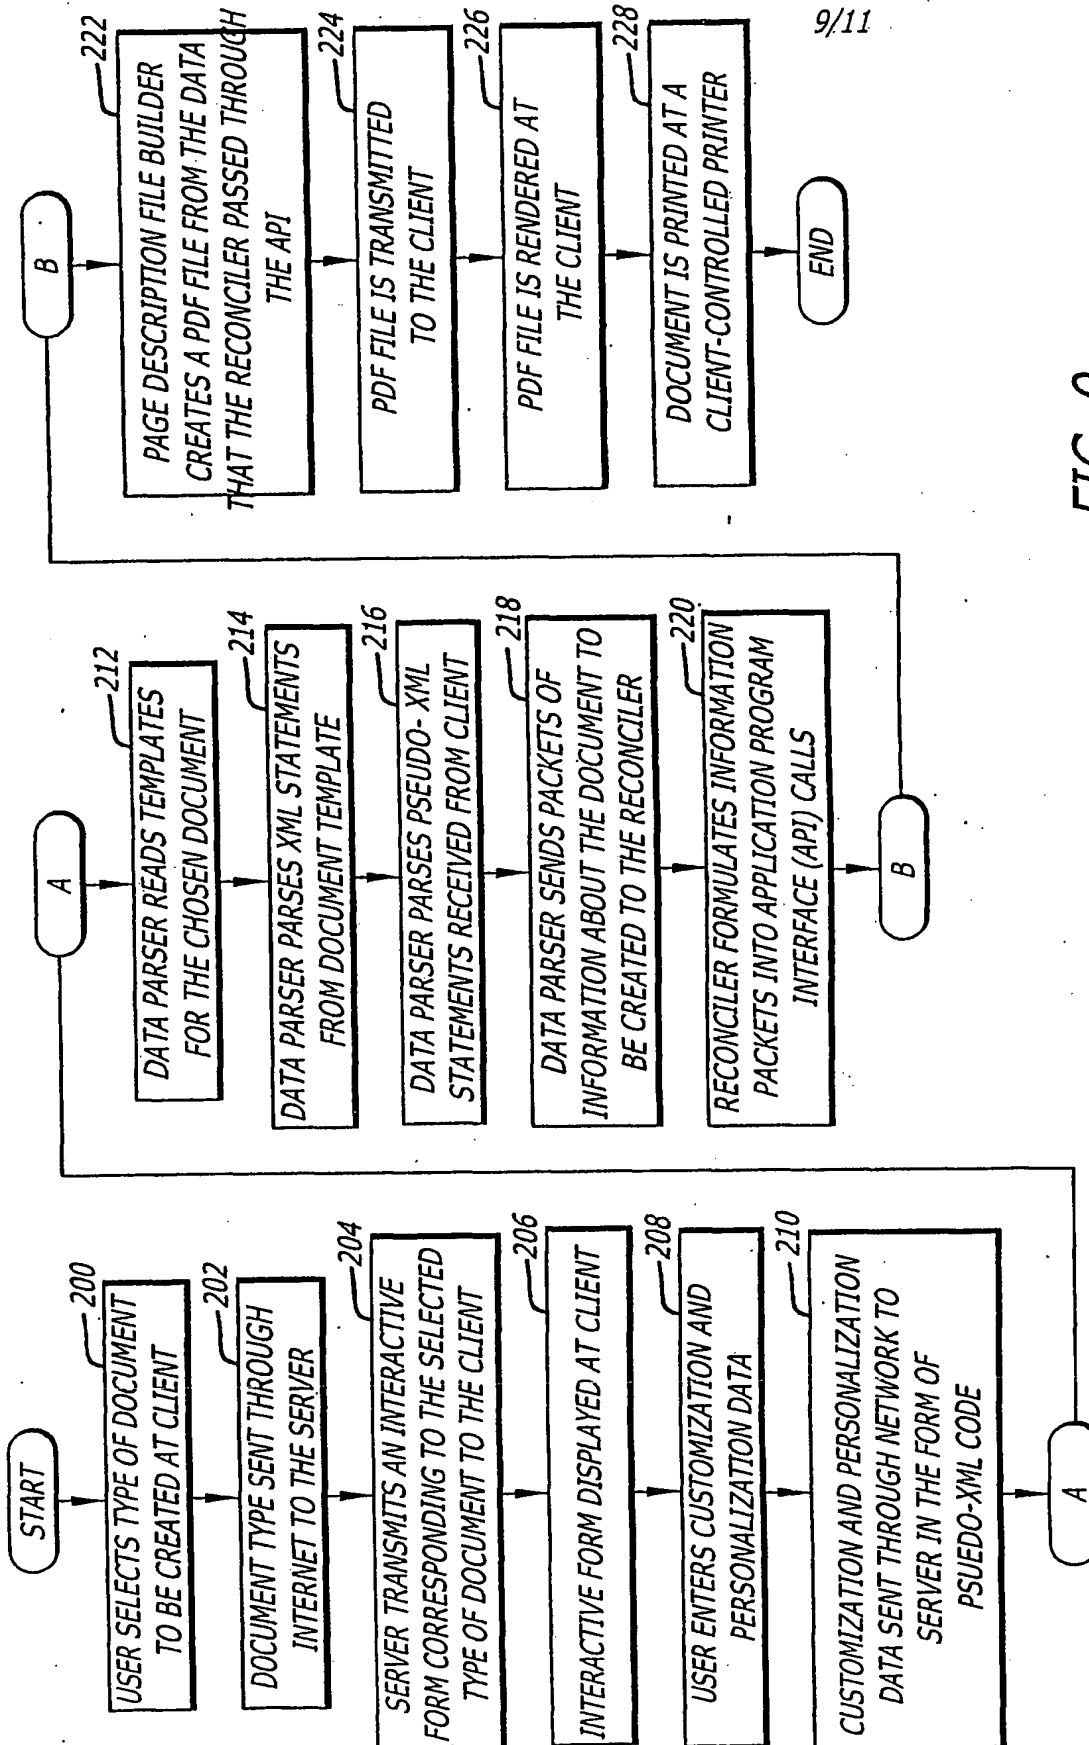 START
200
USER SELECTS TYPE OF DOCUMENT
TO BE CREATED AT CLIENT
202
DOCUMENT TYPE SENT THROUGH
INTERNET TO THE SERVER
204
SERVER TRANSMITS AN INTERACTIVE
FORM CORRESPONDING TO THE SELECTED
TYPE OF DOCUMENT TO THE CLIENT
206
INTERACTIVE FORM DISPLAYED AT CLIENT
208
USER ENTERS CUSTOMIZATION AND
PERSONALIZATION DATA
210
CUSTOMIZATION AND PERSONALIZATION
DATA SENT THROUGH NETWORK TO
SERVER IN THE FORM OF
PSUEDO-XML CODE
A
A
212
DATA PARSER READS TEMPLATES
FOR THE CHOSEN DOCUMENT
214
DATA PARSER PARSES XML STATEMENTS
FROM DOCUMENT TEMPLATE
216
DATA PARSER PARSES PSEUDO- XML
STATEMENTS RECEIVED FROM CLIENT
218
DATA PARSER SENDS PACKETS OF
INFORMATION ABOUT THE DOCUMENT TO
BE CREATED TO THE RECONCILER
220
RECONCILER FORMULATES INFORMATION
PACKETS INTO APPLICATION PROGRAM
INTERFACE (API) CALLS
B
B
222
PAGE DESCRIPTION FILE BUILDER
CREATES A PDF FILE FROM THE DATA
THAT THE RECONCILER PASSED THROUGH
THE API
224
PDF FILE IS TRANSMITTED
TO THE CLIENT
226
PDF FILE IS RENDERED AT
THE CLIENT
228
DOCUMENT IS PRINTED AT A
CLIENT-CONTROLLED PRINTER
END
9/11